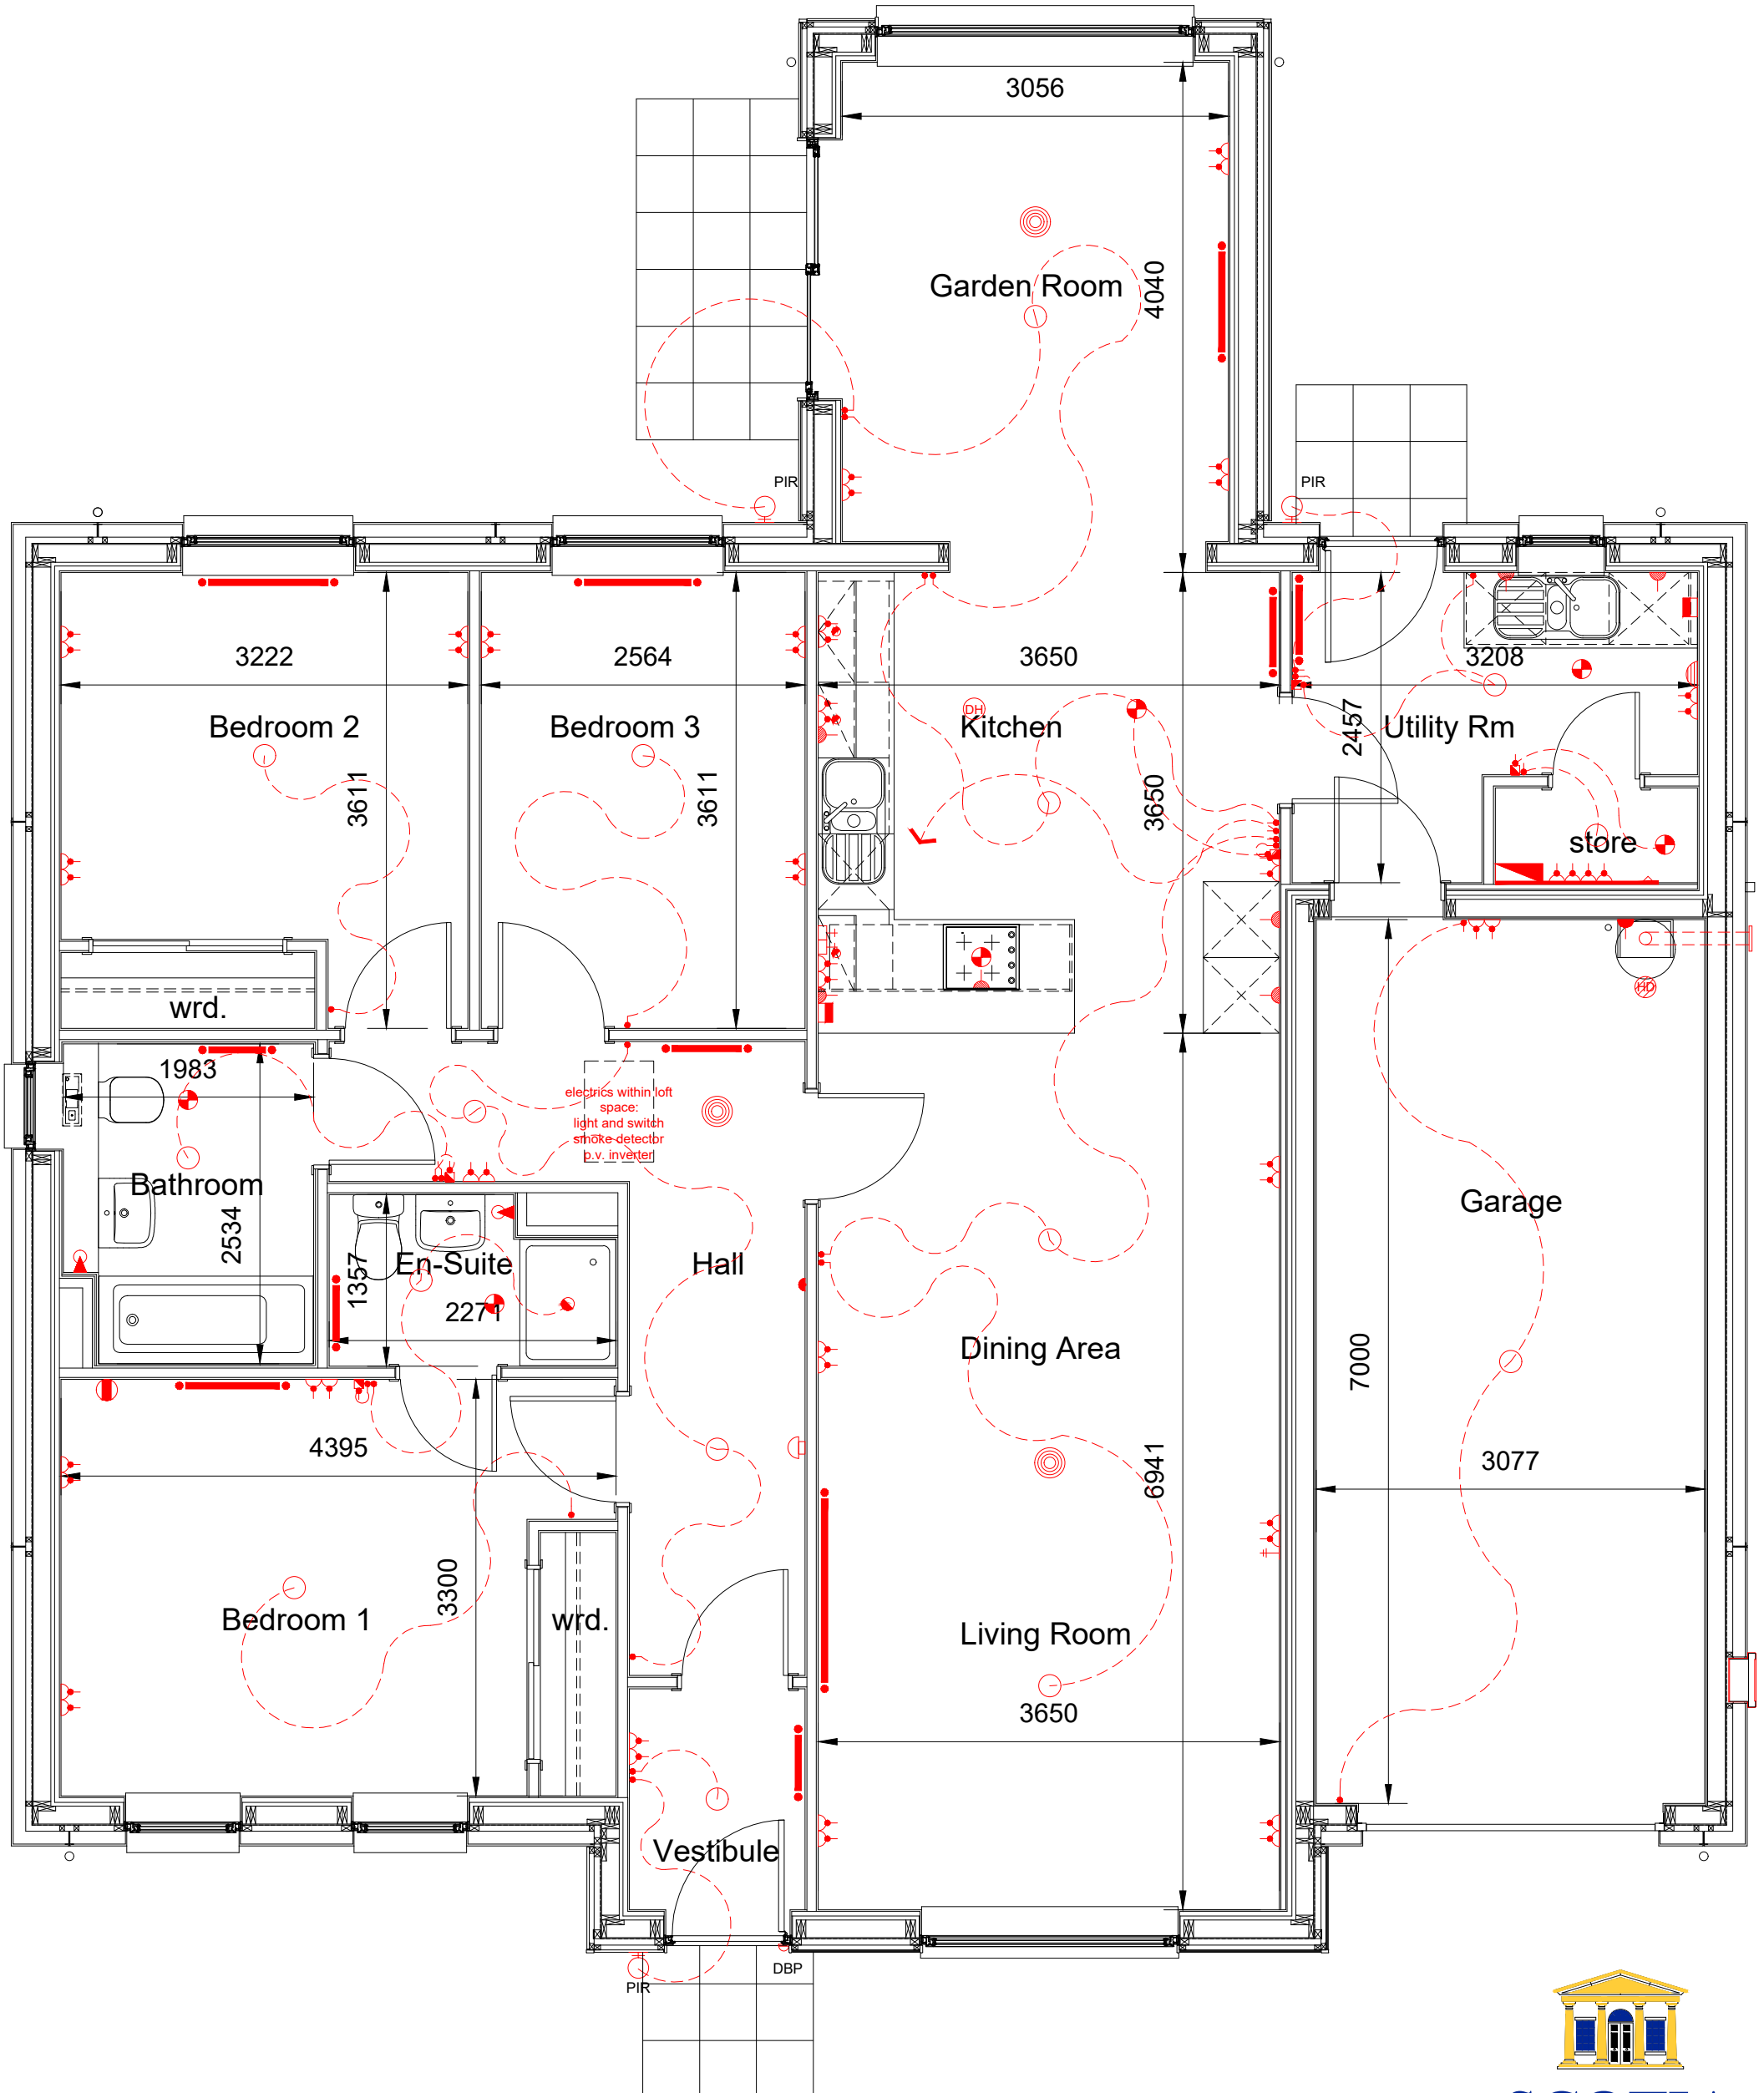 3056
Garden Room
4040
PIR
PIR
3222
2564
3650
3208
Bedroom 2
Bedroom 3
DH
Kitchen
2457
Utility Rm
3611
3611
3650
store
wrd.
HD
1983
electrics within loft
space:
light and switch
smoke detector
p.v. inverter
Bathroom
2534
Garage
1357
En-Suite
Hall
2271
Dining Area
7000
4395
6941
3077
3300
Bedroom 1
wrd.
Living Room
3650
Vestibule
DBP
PIR